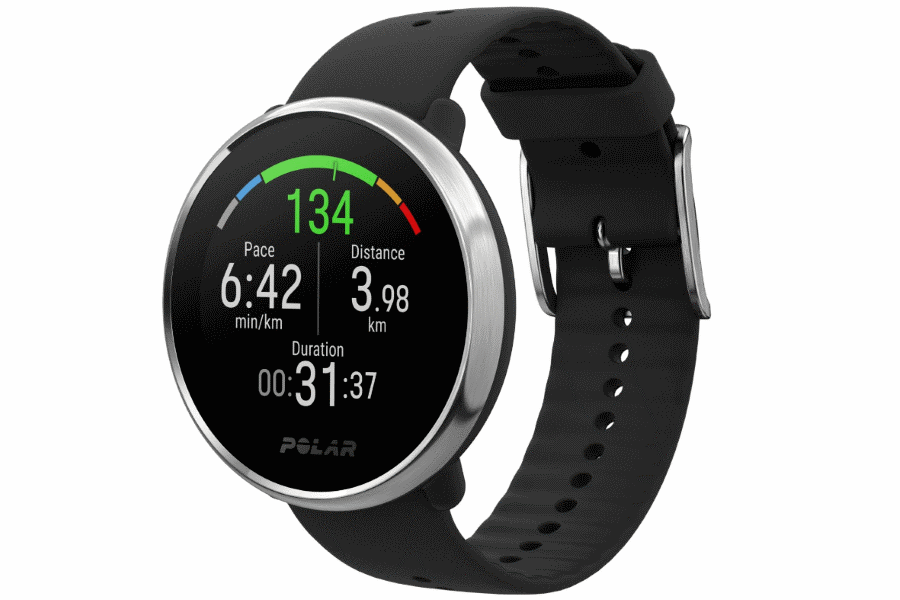 134
Pace Distance
6:42 3.98
min/km km
Duration
00:31:37
POLAR